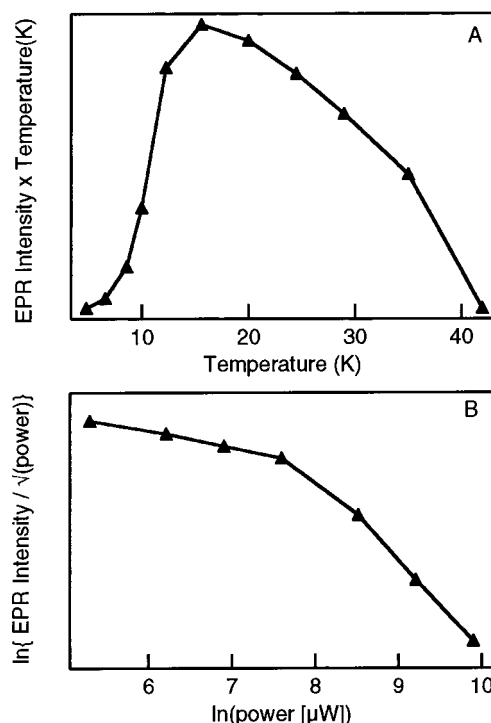 A
EPR Intensity x Temperature(K)
10 20 30 40
Temperature (K)
B
ln{ EPR Intensity / √(power)}
6 7 8 9 10
ln(power [µW])